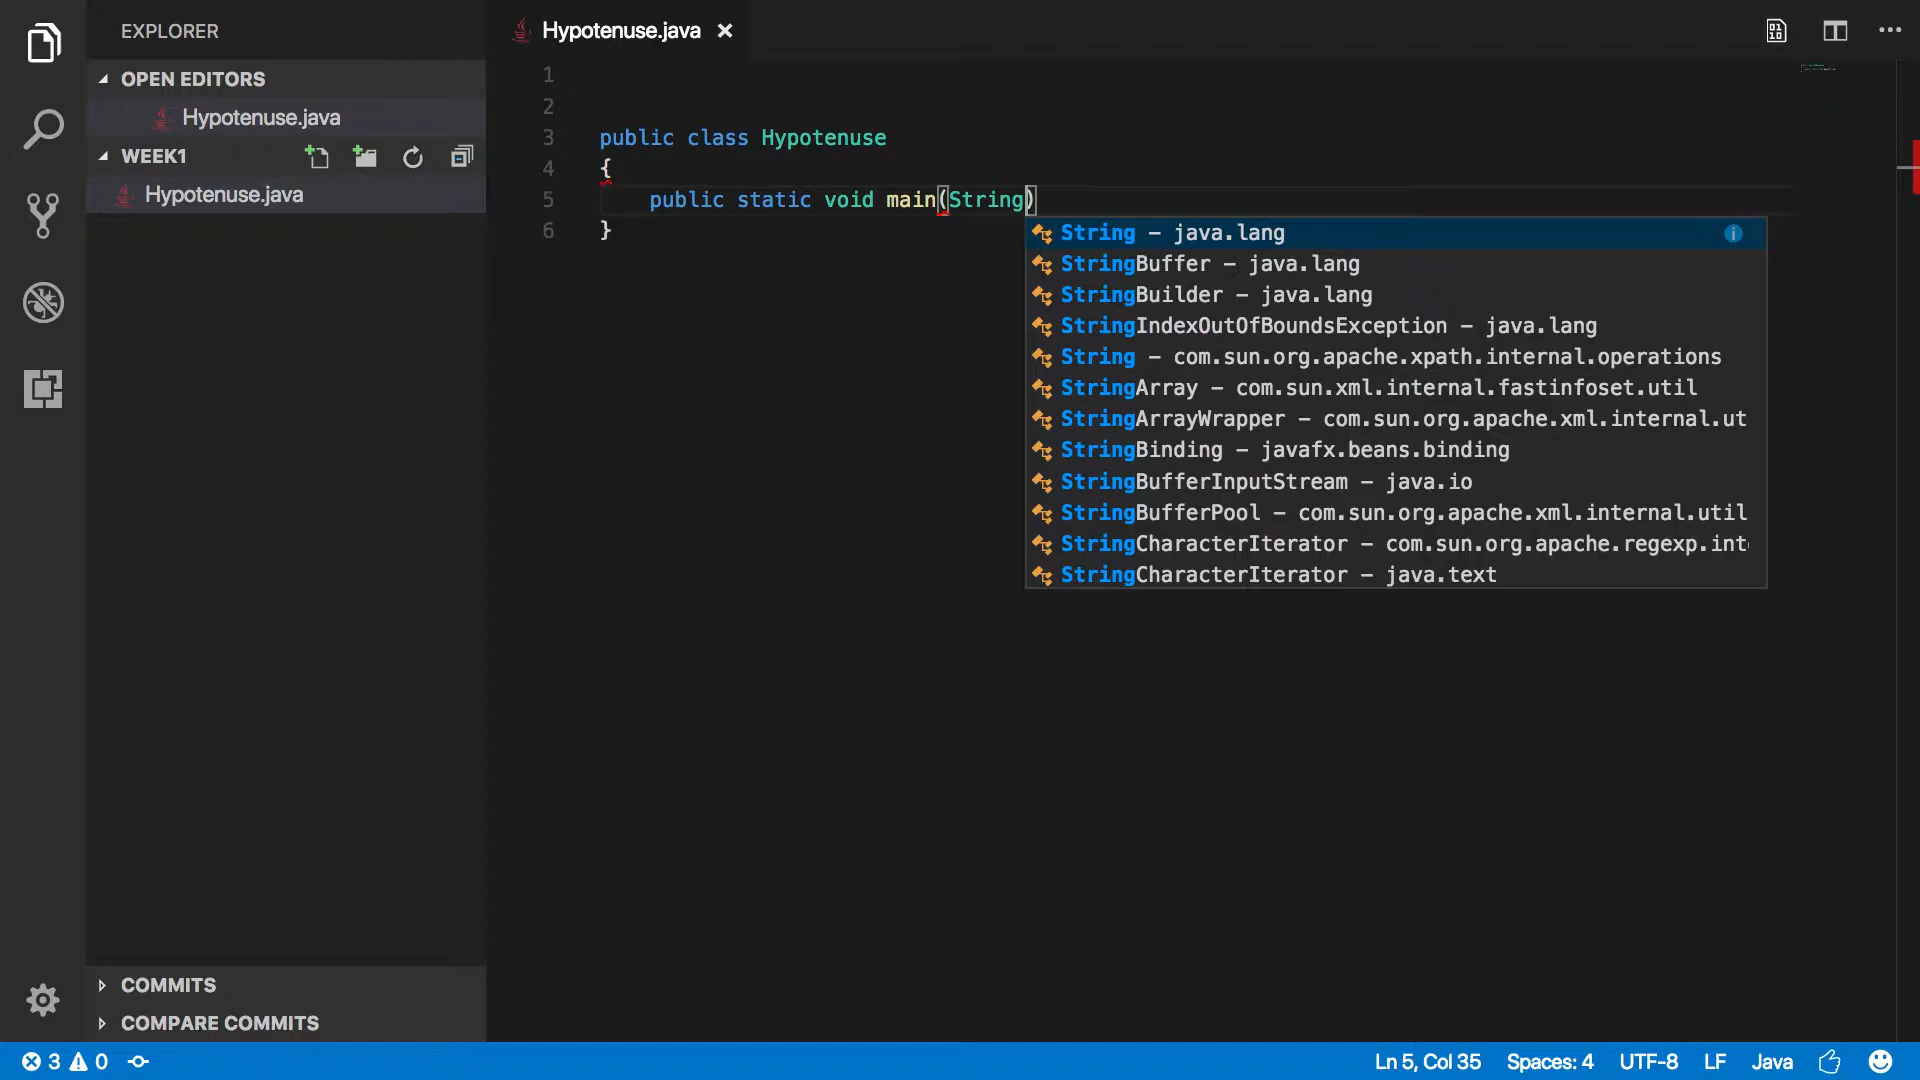 EXPLORER
OPEN EDITORS
Hypotenuse.java
WEEK1
Hypotenuse.java
COMMITS
COMPARE COMMITS
Hypotenuse.java
1
2
3 public class Hypotenuse
4 {
5 public static void main(String)
6 }
String – java.lang
StringBuffer – java.lang
StringBuilder – java.lang
StringIndexOutOfBoundsException – java.lang
String – com.sun.org.apache.xpath.internal.operations
StringArray – com.sun.xml.internal.fastinfoset.util
StringArrayWrapper – com.sun.org.apache.xml.internal.ut
StringBinding – javafx.beans.binding
StringBufferInputStream – java.io
StringBufferPool – com.sun.org.apache.xml.internal.util
StringCharacterIterator – com.sun.org.apache.regexp.int
StringCharacterIterator – java.text
3 0 Ln 5, Col 35 Spaces: 4 UTF-8 LF Java